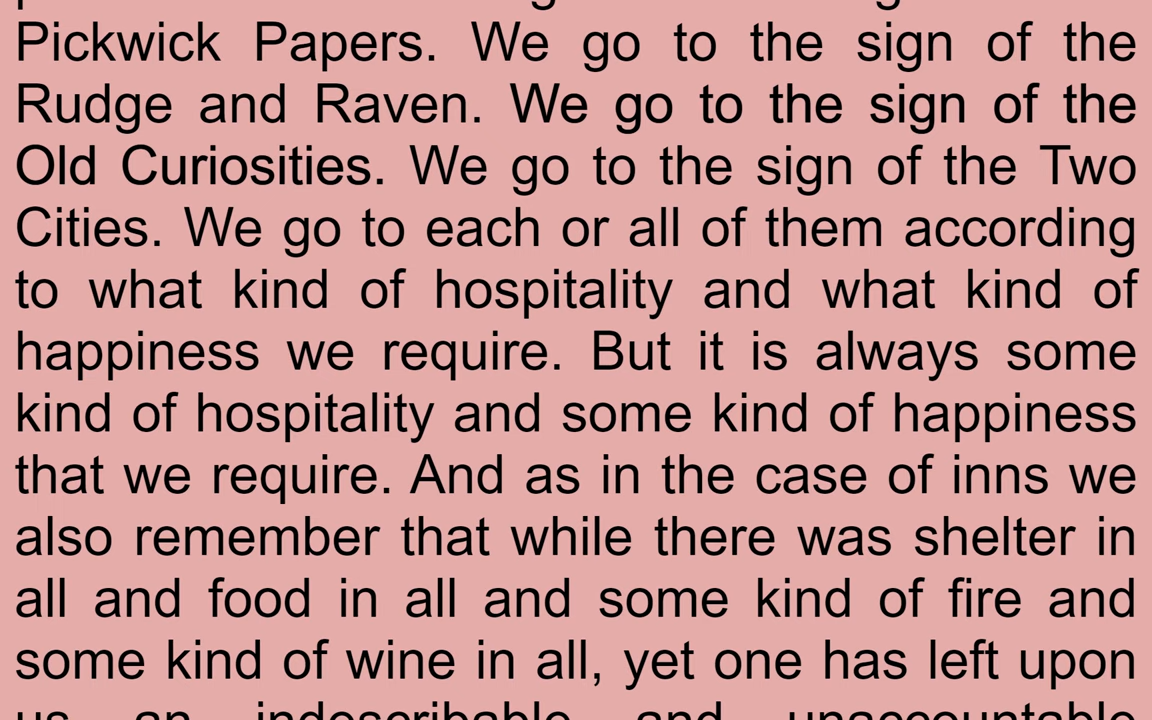 Pickwick Papers. We go to the sign of the
Rudge and Raven. We go to the sign of the
Old Curiosities. We go to the sign of the Two
Cities. We go to each or all of them according
to what kind of hospitality and what kind of
happiness we require. But it is always some
kind of hospitality and some kind of happiness
that we require. And as in the case of inns we
also remember that while there was shelter in
all and food in all and some kind of fire and
some kind of wine in all, yet one has left upon
us an indescribable and unaccountable